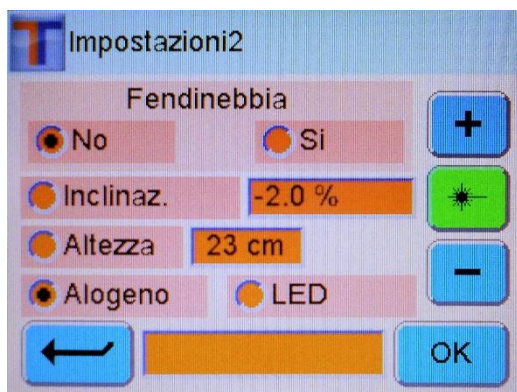 Impostazioni2
Fendinebbia
No Si
Inclinaz. -2.0 %
Altezza 23 cm
Alogeno LED
OK